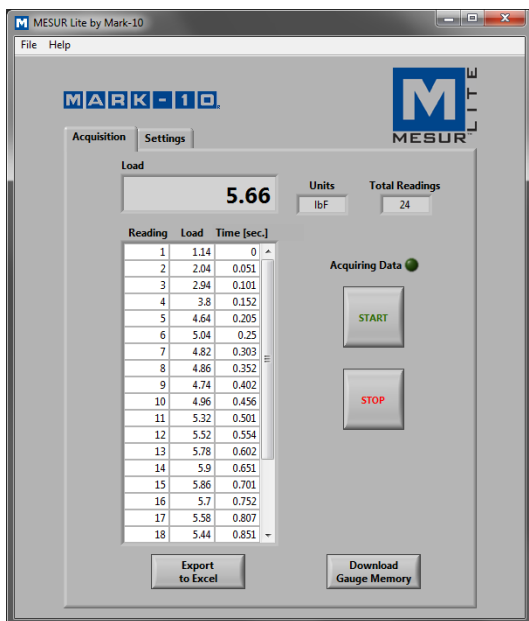 MESUR Lite by Mark-10
File Help
MARK-10
M
MESUR™ LITE
Acquisition Settings
Load
5.66
Units Total Readings
lbF 24
Reading Load Time [sec.]
1 1.14 0
2 2.04 0.051
3 2.94 0.101
4 3.8 0.152
5 4.64 0.205
6 5.04 0.25
7 4.82 0.303
8 4.86 0.352
9 4.74 0.402
10 4.96 0.456
11 5.32 0.501
12 5.52 0.554
13 5.78 0.602
14 5.9 0.651
15 5.86 0.701
16 5.7 0.752
17 5.58 0.807
18 5.44 0.851
Acquiring Data
START
STOP
Export
to Excel
Download
Gauge Memory